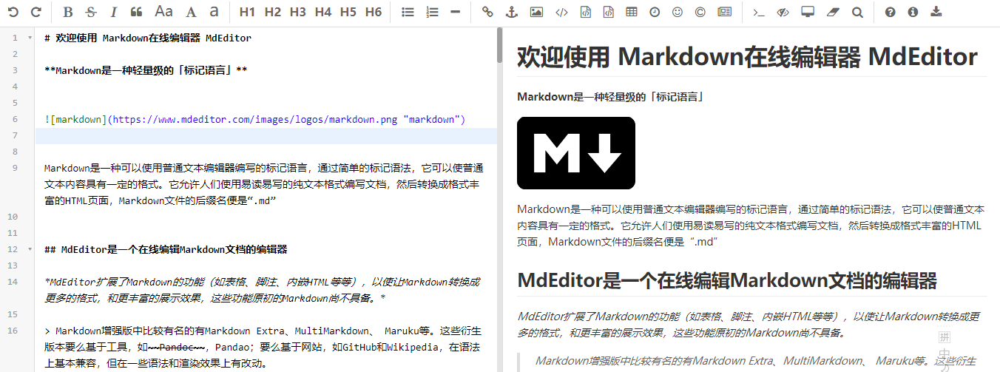 B S I Aa A a H1 H2 H3 H4 H5 H6
1 # 欢迎使用 Markdown在线编辑器 MdEditor
2
3 **Markdown是一种轻量级的「标记语言」**
4
5
6 ![markdown](https://www.mdeditor.com/images/logos/markdown.png "markdown")
7
8
9 Markdown是一种可以使用普通文本编辑器编写的标记语言，通过简单的标记语法，它可以使普通
文本内容具有一定的格式。它允许人们使用易读易写的纯文本格式编写文档，然后转换成格式丰
富的HTML页面，Markdown文件的后缀名便是“.md”
10
11
12 ## MdEditor是一个在线编辑Markdown文档的编辑器
13
14 *MdEditor扩展了Markdown的功能（如表格、脚注、内嵌HTML等等），以使让Markdown转换成
更多的格式，和更丰富的展示效果，这些功能原初的Markdown尚不具备。*
15
16 > Markdown增强版中比较有名的有Markdown Extra、MultiMarkdown、 Maruku等。这些衍生
版本要么基于工具，如~~Pandoc~~，Pandao；要么基于网站，如GitHub和Wikipedia，在语法
上基本兼容，但在一些语法和渲染效果上有改动。
欢迎使用 Markdown在线编辑器 MdEditor
Markdown是一种轻量级的「标记语言」
M
Markdown是一种可以使用普通文本编辑器编写的标记语言，通过简单的标记语法，它可以使普通文本
内容具有一定的格式。它允许人们使用易读易写的纯文本格式编写文档，然后转换成格式丰富的HTML
页面，Markdown文件的后缀名便是“.md”
MdEditor是一个在线编辑Markdown文档的编辑器
MdEditor扩展了Markdown的功能（如表格、脚注、内嵌HTML等等），以使让Markdown转换成更
多的格式，和更丰富的展示效果，这些功能原初的Markdown尚不具备。
Markdown增强版中比较有名的有Markdown Extra、MultiMarkdown、 Maruku等。这些衍生
拼
中